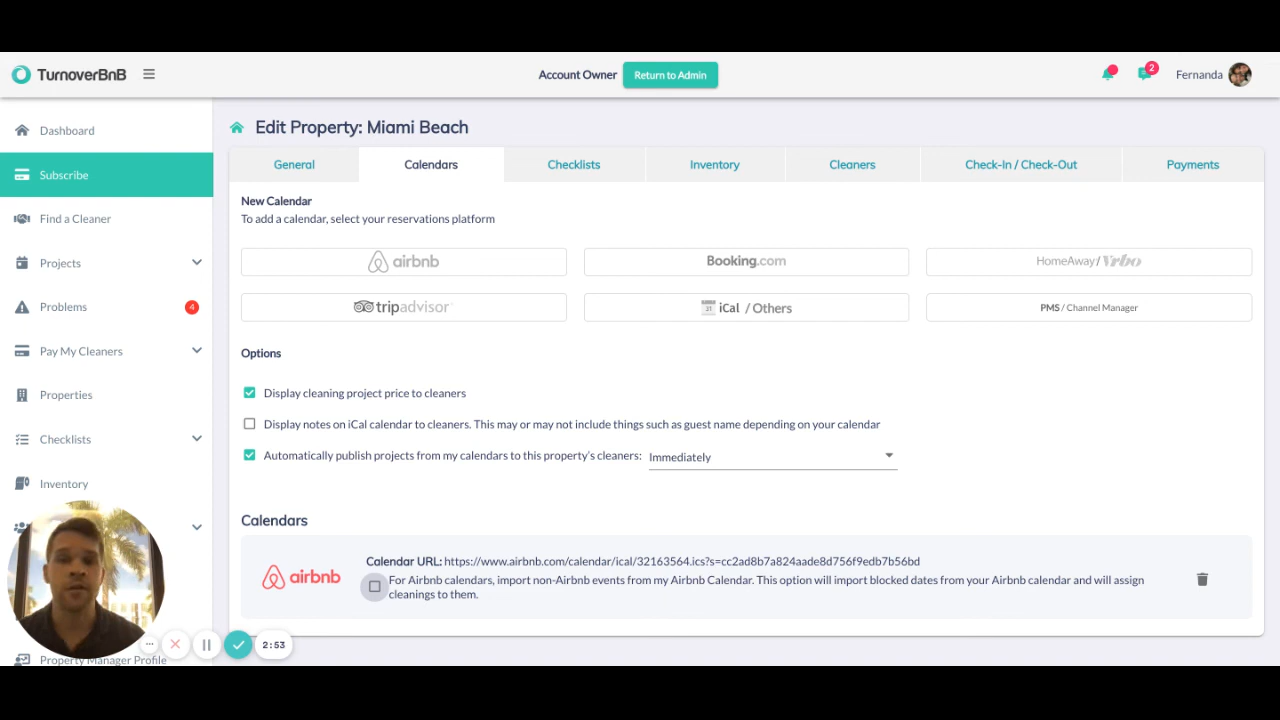 TurnoverBnB
Account Owner
Return to Admin
2
Fernanda
Dashboard
Subscribe
Find a Cleaner
Projects
Problems
4
Pay My Cleaners
Properties
Checklists
Inventory
Property Manager Profile
Edit Property: Miami Beach
General
Calendars
Checklists
Inventory
Cleaners
Check-In / Check-Out
Payments
New Calendar
To add a calendar, select your reservations platform
airbnb
Booking.com
HomeAway/Vrbo
tripadvisor
21 iCal / Others
PMS / Channel Manager
Options
Display cleaning project price to cleaners
Display notes on iCal calendar to cleaners. This may or may not include things such as guest name depending on your calendar
Automatically publish projects from my calendars to this property's cleaners: Immediately
Calendars
airbnb
Calendar URL: https://www.airbnb.com/calendar/ical/32163564.ics?s=cc2ad8b7a824aade8d756f9edb7b56bd
For Airbnb calendars, import non-Airbnb events from my Airbnb Calendar. This option will import blocked dates from your Airbnb calendar and will assign
cleanings to them.
2:53